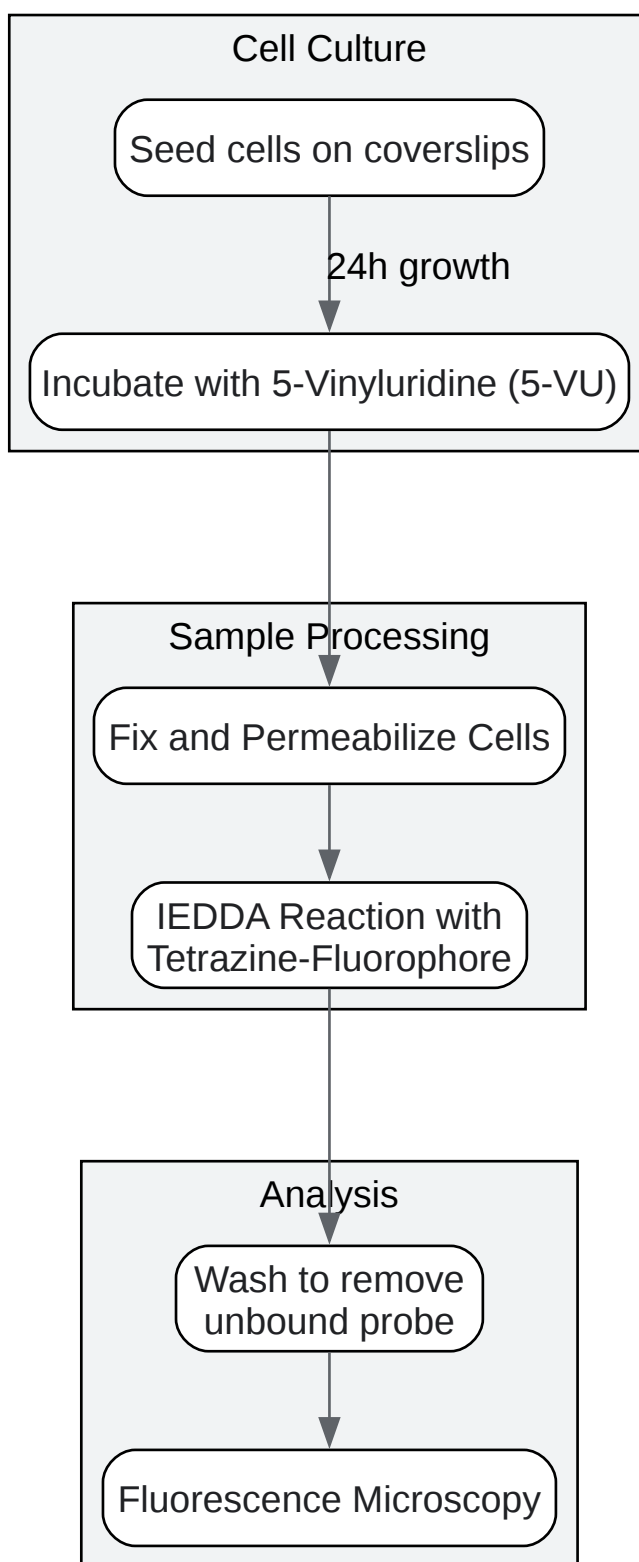 Cell Culture
Seed cells on coverslips
24h growth
Incubate with 5-Vinyluridine (5-VU)
Sample Processing
Fix and Permeabilize Cells
IEDDA Reaction with
Tetrazine-Fluorophore
Analysis
Wash to remove
unbound probe
Fluorescence Microscopy